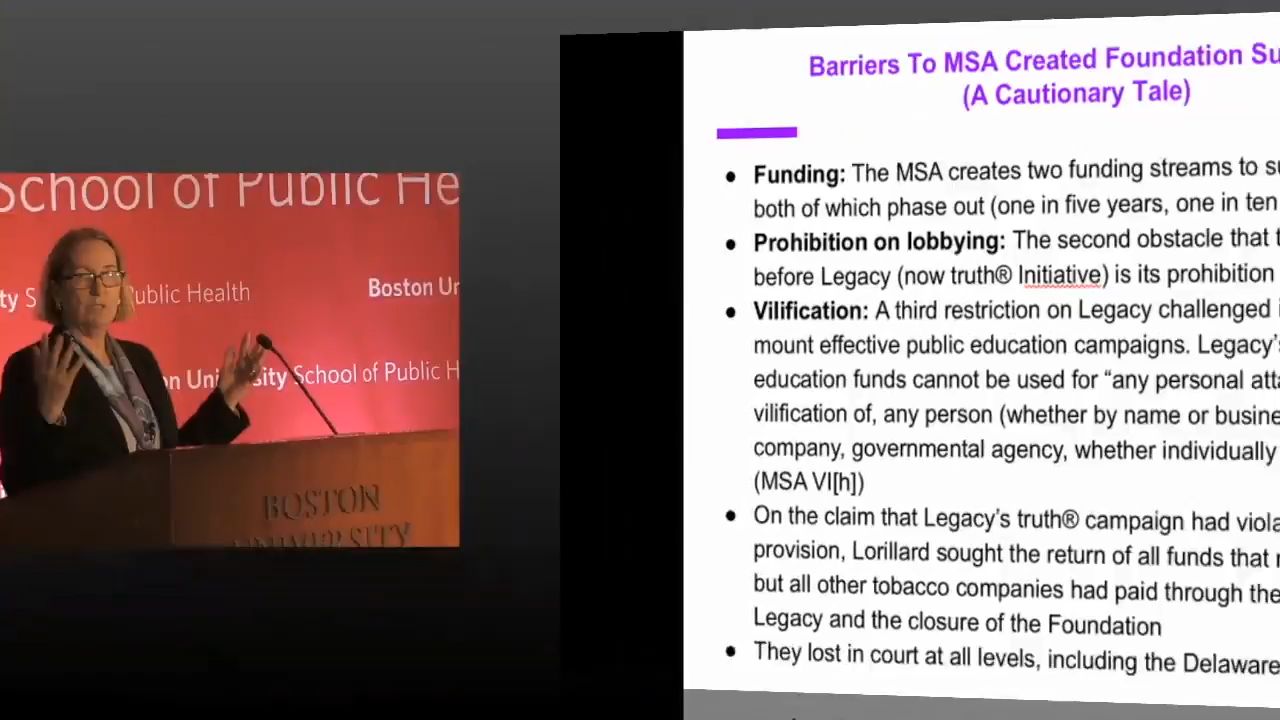 School of Public He
ty S Public Health
Boston Ur
on University School of Public H
BOSTON
UNIVERSITY
Barriers To MSA Created Foundation Su
(A Cautionary Tale)
• Funding: The MSA creates two funding streams to su
both of which phase out (one in five years, one in ten
• Prohibition on lobbying: The second obstacle that t
before Legacy (now truth® Initiative) is its prohibition
• Vilification: A third restriction on Legacy challenged i
mount effective public education campaigns. Legacy's
education funds cannot be used for “any personal atta
vilification of, any person (whether by name or busine
company, governmental agency, whether individually
(MSA VI[h])
• On the claim that Legacy's truth® campaign had viola
provision, Lorillard sought the return of all funds that
but all other tobacco companies had paid through the
Legacy and the closure of the Foundation
• They lost in court at all levels, including the Delaware